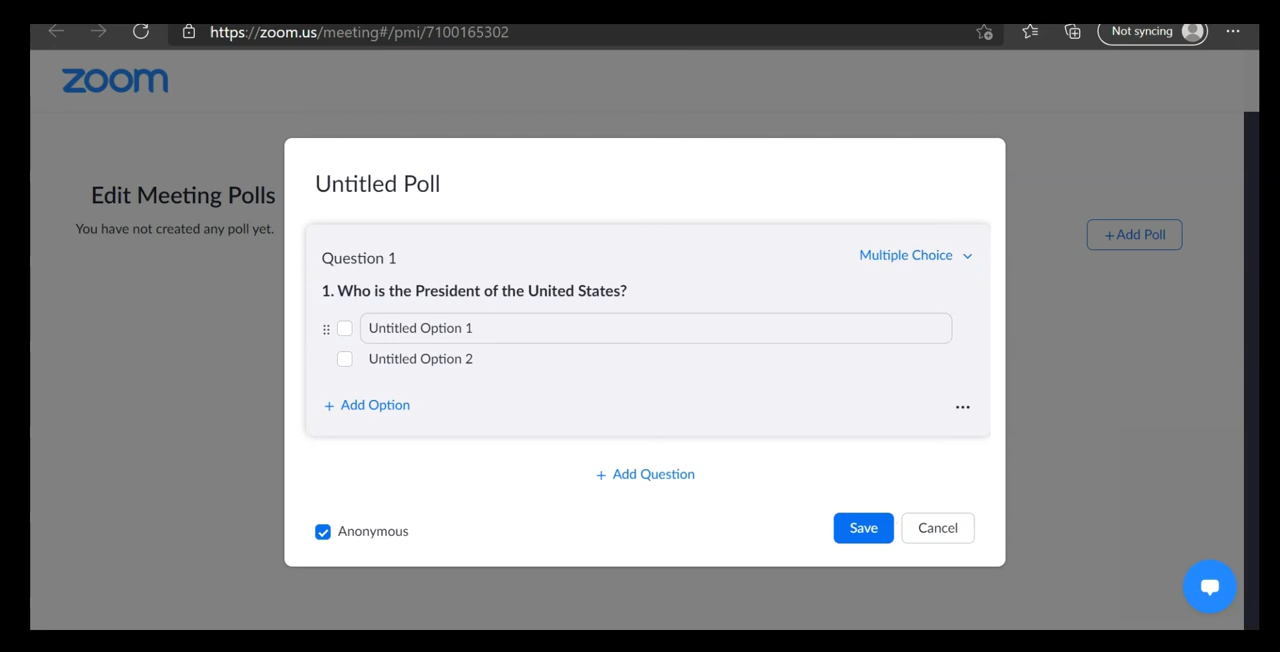 https://zoom.us/meeting#/pmi/7100165302
Not syncing
zoom
Untitled Poll
Edit Meeting Polls
You have not created any poll yet.
+ Add Poll
Question 1
Multiple Choice
1. Who is the President of the United States?
Untitled Option 1
Untitled Option 2
+ Add Option
+ Add Question
Anonymous
Save
Cancel